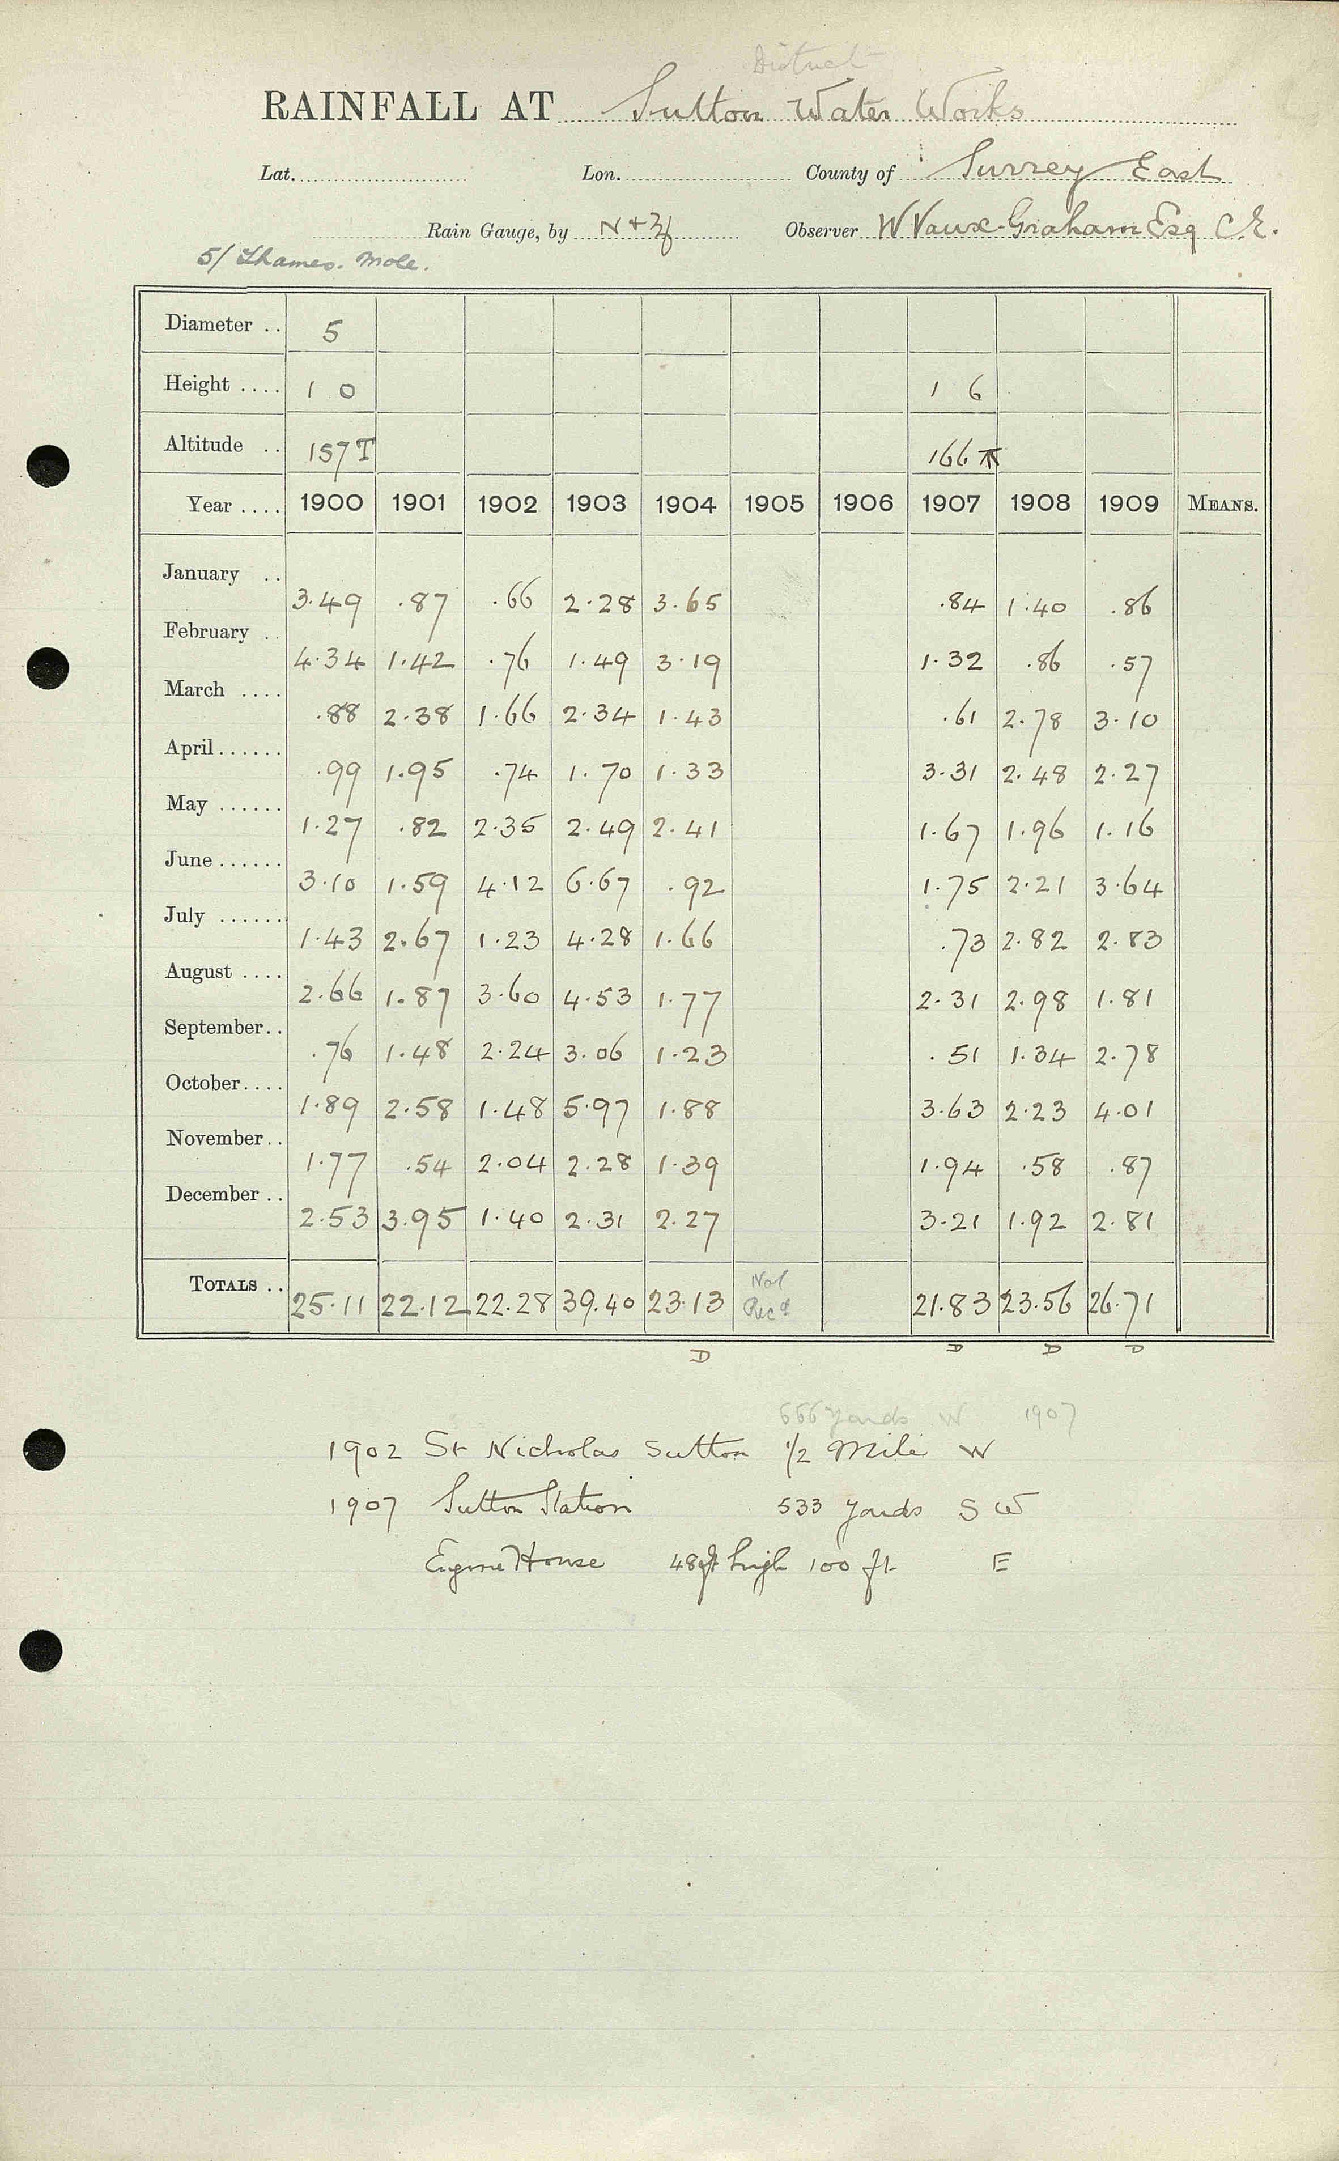 District
RAINFALL AT Sutton Water Works
Lat. Lon. County of Surrey East
Rain Gauge, by N + Z Observer W Vaux-Graham Esq C.E.
5/ Thames. Mole.
Diameter .. 5
Height .... 1 0 1 6
Altitude .. 157 T 166 T
Year .... 1900 1901 1902 1903 1904 1905 1906 1907 1908 1909 MEANS.
January .. 3.49 .87 .66 2.28 3.65 .84 1.40 .86
February .. 4.34 1.42 .76 1.49 3.19 1.32 .86 .57
March .... .88 2.38 1.66 2.34 1.43 .61 2.78 3.10
April ...... .99 1.95 .74 1.70 1.33 3.31 2.48 2.27
May ...... 1.27 .82 2.35 2.49 2.41 1.67 1.96 1.16
June ...... 3.10 1.59 4.12 6.67 .92 1.75 2.21 3.64
July ...... 1.43 2.67 1.23 4.28 1.66 .73 2.82 2.83
August .... 2.66 1.87 3.60 4.53 1.77 2.31 2.98 1.81
September.. .76 1.48 2.24 3.06 1.23 .51 1.34 2.78
October.... 1.89 2.58 1.48 5.97 1.88 3.63 2.23 4.01
November.. 1.77 .54 2.04 2.28 1.39 1.94 .58 .87
December .. 2.53 3.95 1.40 2.31 2.27 3.21 1.92 2.81
TOTALS .. 25.11 22.12 22.28 39.40 23.13 Not Recd 21.83 23.56 26.71
D D D D
666 yards W 1907
1902 St Nicholas Sutton 1/2 Mile W
1907 Sutton Station 533 yards S W
Engine House 48 ft high 100 ft. E